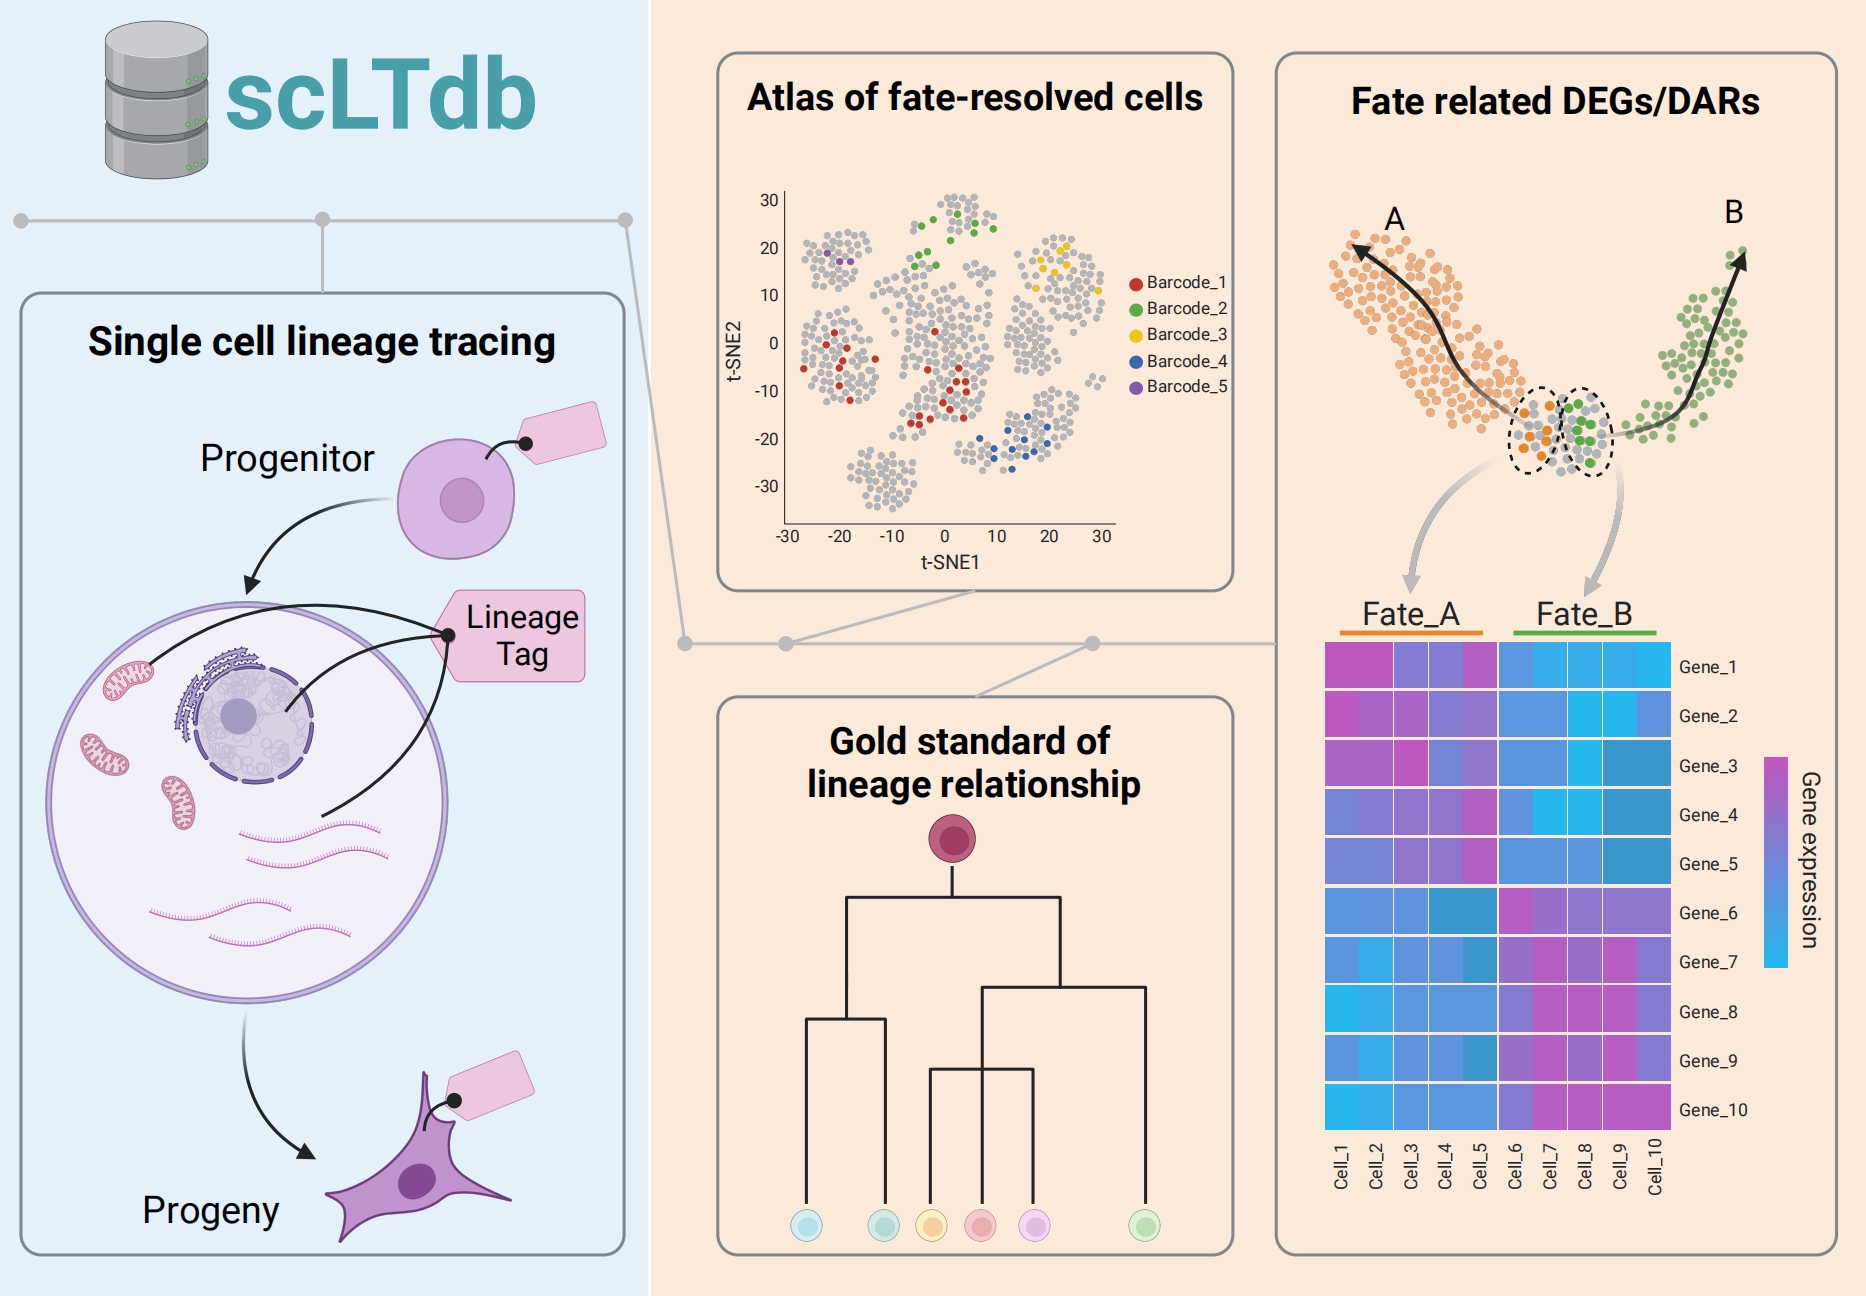 scLTdb
Single cell lineage tracing
Progenitor
Lineage
Tag
Progeny
Atlas of fate-resolved cells
30
20
10
0
-10
-20
-30
t-SNE2
-30 -20 -10 0 10 20 30
t-SNE1
Barcode_1
Barcode_2
Barcode_3
Barcode_4
Barcode_5
Gold standard of
lineage relationship
Fate related DEGs/DARs
A
B
Fate_A
Fate_B
Gene_1
Gene_2
Gene_3
Gene_4
Gene_5
Gene_6
Gene_7
Gene_8
Gene_9
Gene_10
Cell_1
Cell_2
Cell_3
Cell_4
Cell_5
Cell_6
Cell_7
Cell_8
Cell_9
Cell_10
Gene expression